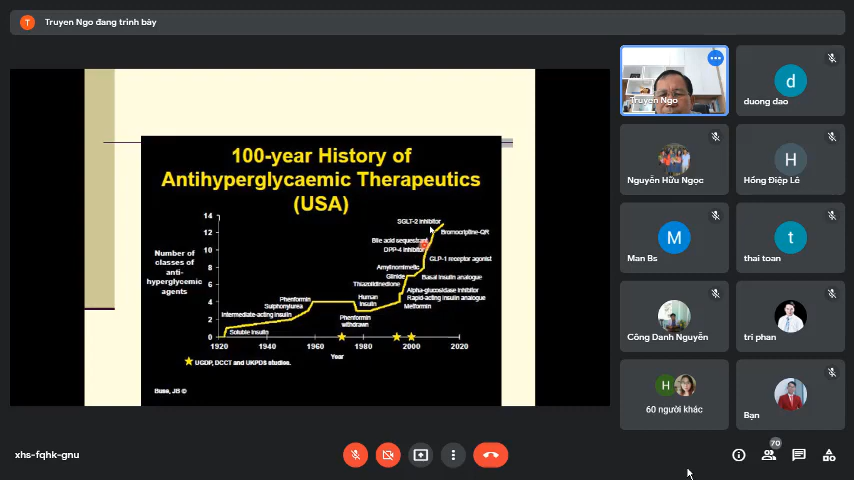 Truyen Ngo đang trình bày
100-year History of
Antihyperglycaemic Therapeutics
(USA)
Number of
classes of
anti-
hyperglycemic
agents
14
12
10
8
6
4
2
0
SGLT-2 inhibitor
Bromocriptine-QR
Bile acid sequestrant
DPP-4 inhibitor
GLP-1 receptor agonist
Amylinomimetic
Glinide
Basal insulin analogue
Thiazolidinedione
Alpha-glucosidase inhibitor
Phenformin
Human
Insulin
Rapid-acting insulin analogue
Sulphonylurea
Metformin
Intermediate-acting insulin
Phenformin
withdrawn
Soluble insulin
1920
1940
1960
1980
2000
2020
Year
UGDP, DCCT and UKPDS studies.
Buse, JB ©
T
Truyen Ngo
d
duong dao
Nguyễn Hữu Ngọc
H
Hồng Điệp Lê
M
Man Bs
t
thai toan
Công Danh Nguyễn
tri phan
H
60 người khác
Bạn
xhs-fqhk-gnu
70